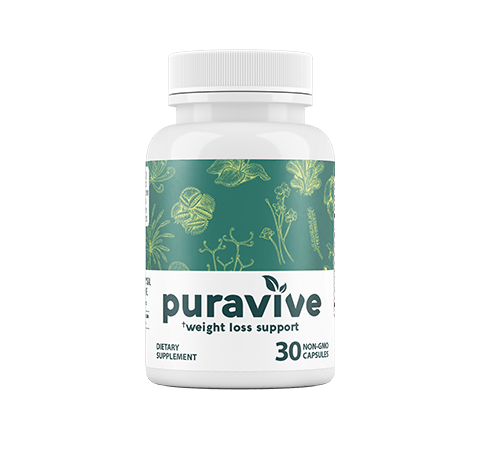 puravive
†weight loss support
DIETARY
SUPPLEMENT
30 NON-GMO
CAPSULES